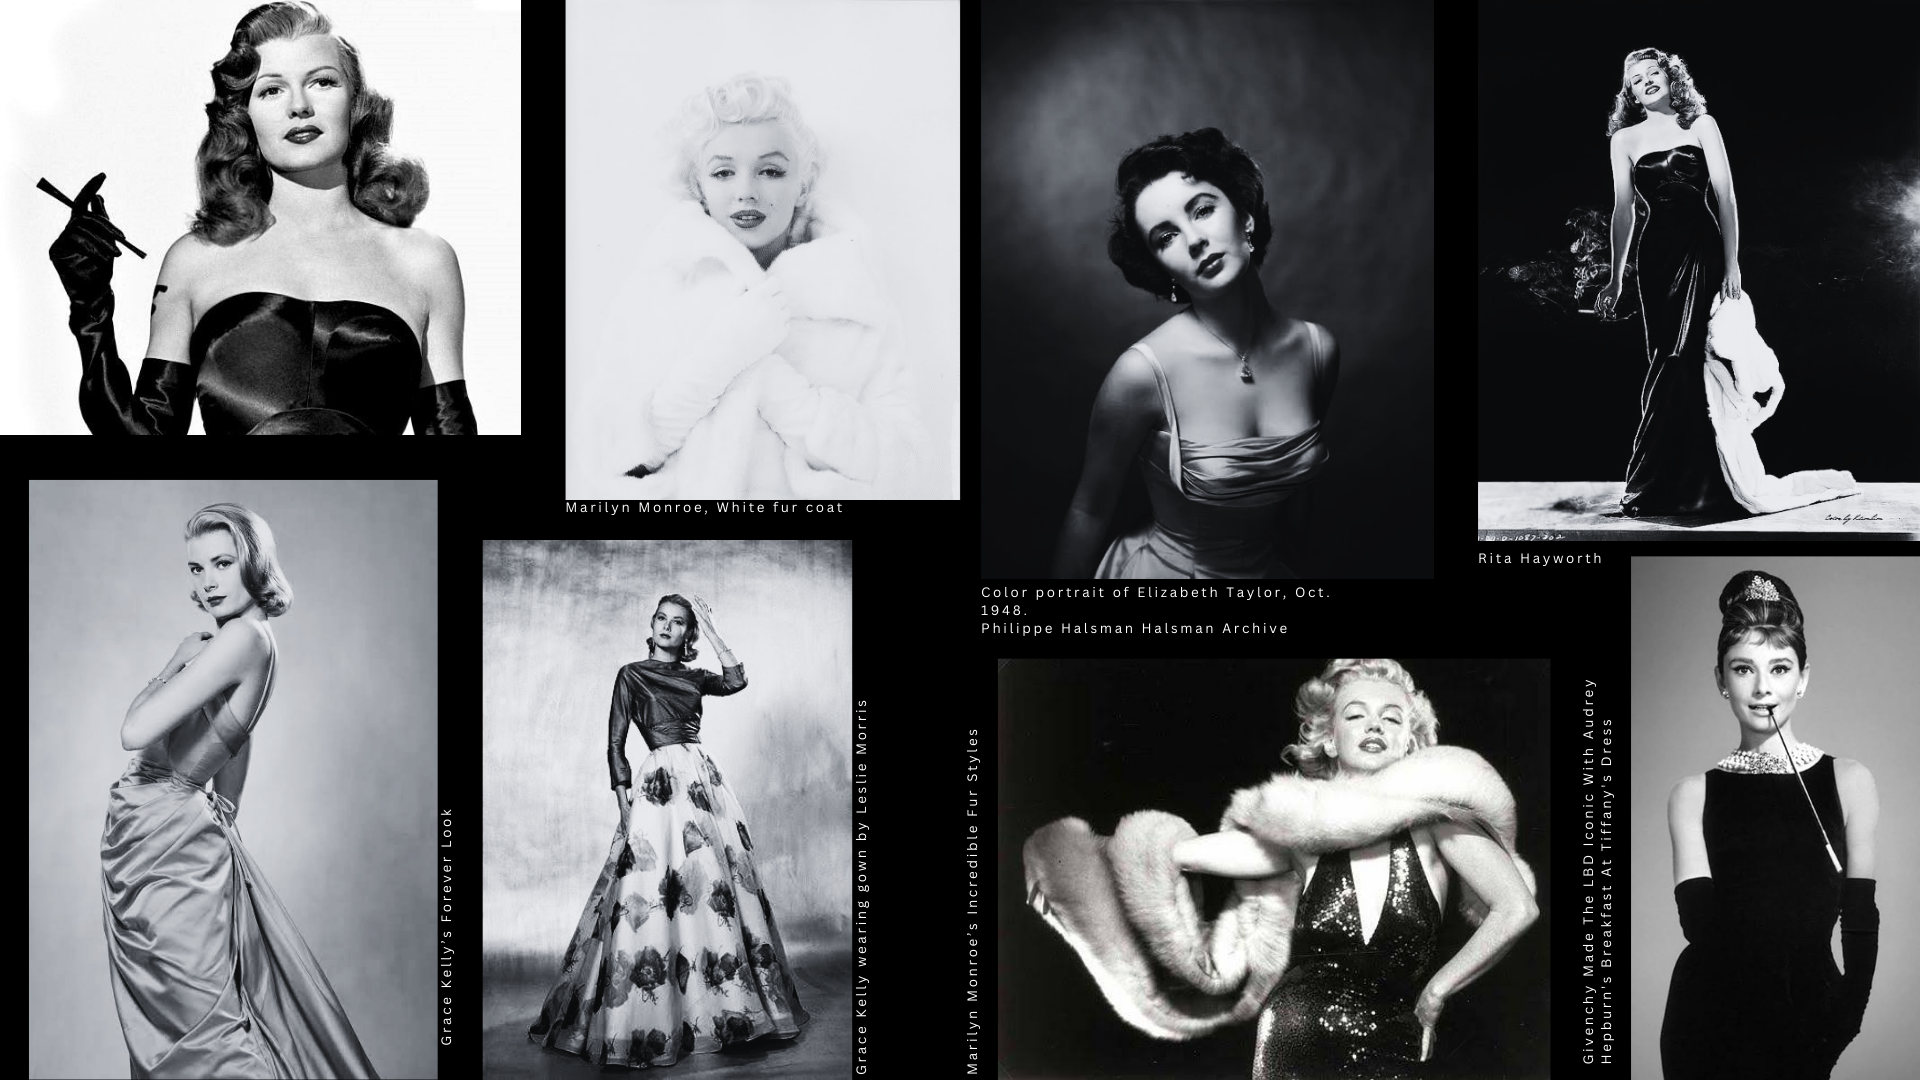 Marilyn Monroe, White fur coat
Color portrait of Elizabeth Taylor, Oct.
1948.
Philippe Halsman Halsman Archive
Rita Hayworth
Grace Kelly's Forever Look
Grace Kelly wearing gown by Leslie Morris
Marilyn Monroe's Incredible Fur Styles
Givenchy Made The LBD Iconic With Audrey
Hepburn's Breakfast At Tiffany's Dress